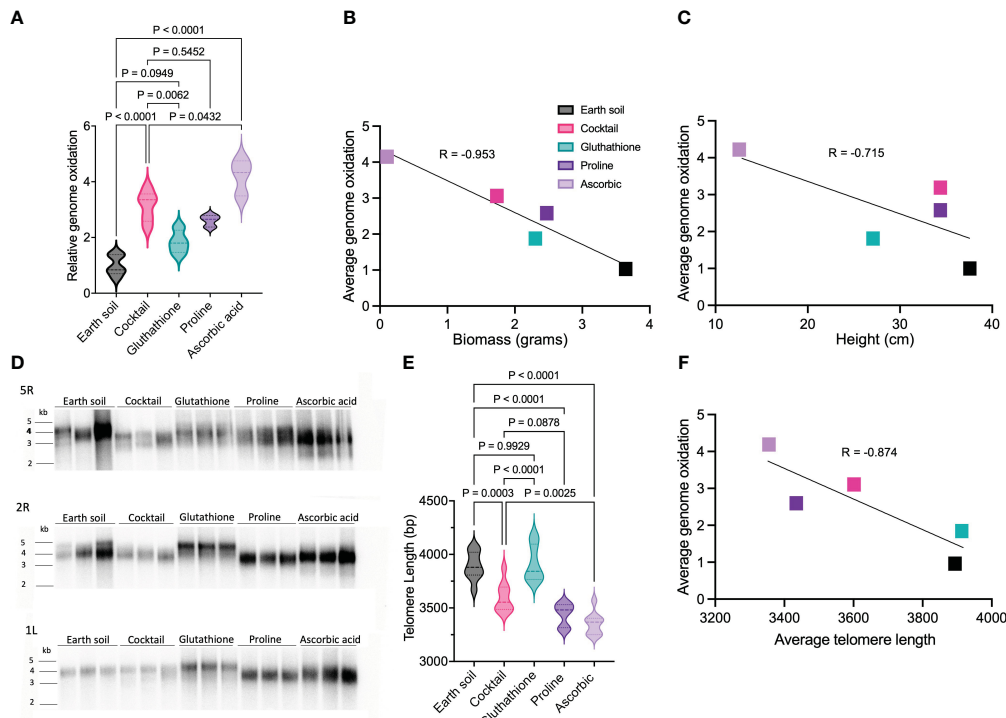 A
P < 0.0001
P = 0.5452
P = 0.0949
P = 0.0062
P < 0.0001
P = 0.0432
Relative genome oxidation
6
4
2
0
Earth soil
Cocktail
Gluthathione
Proline
Ascorbic acid
B
Earth soil
Cocktail
Gluthathione
Proline
Ascorbic
R = -0.953
Average genome oxidation
5
4
3
2
1
0
0
1
2
3
4
Biomass (grams)
C
R = -0.715
Average genome oxidation
5
4
3
2
1
0
10
20
30
40
Height (cm)
D
5R
kb
Earth soil
Cocktail
Glutathione
Proline
Ascorbic acid
5
4
3
2
2R
kb
Earth soil
Cocktail
Glutathione
Proline
Ascorbic acid
5
4
3
2
1L
kb
Earth soil
Cocktail
Glutathione
Proline
Ascorbic acid
5
4
3
2
E
P < 0.0001
P < 0.0001
P = 0.0878
P = 0.9929
P < 0.0001
P = 0.0003
P = 0.0025
Telomere Length (bp)
4500
4000
3500
3000
Earth soil
Cocktail
Proline
Ascorbic
F
R = -0.874
Average genome oxidation
5
4
3
2
1
0
3200
3400
3600
3800
4000
Average telomere length